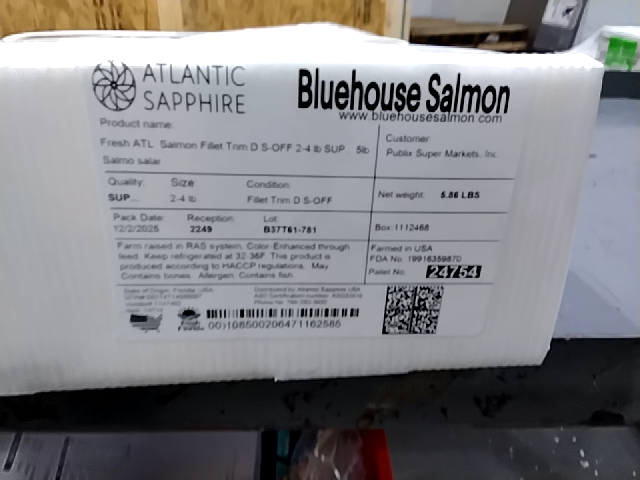 ATLANTIC SAPPHIRE
Bluehouse Salmon
www.bluehousesalmon.com
Product name:
Fresh ATL Salmon Fillet Trim D S-OFF 2-4 lb SUP... 5lb
Salmo salar
Customer:
Publix Super Markets, Inc.
Quality: Size: Condition:
SUP... 2-4 lb Fillet Trim D S-OFF
Net weight: 5.86 LBS
Pack Date: Reception: Lot:
12/2/2025 2249 B37T61-781
Box: 1112468
Farm raised in RAS system. Color-Enhanced through
feed. Keep refrigerated at 32-36F. This product is
produced according to HACCP regulations. May
Contains bones. Allergen: Contains fish.
Farmed in USA
FDA No. 19916359870
Pallet No. 24754
State of Origin: Florida, USA
Distributed by: Atlantic Sapphire USA
00)108500206471162585